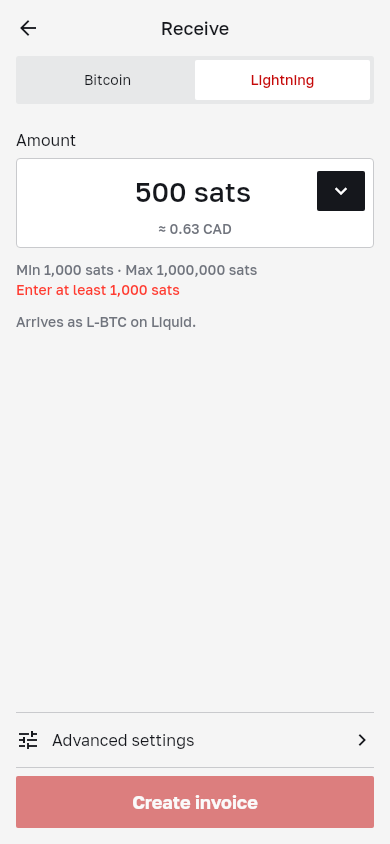 Receive
Bitcoin
Lightning
Amount
500 sats
≈ 0.63 CAD
Min 1,000 sats · Max 1,000,000 sats
Enter at least 1,000 sats
Arrives as L-BTC on Liquid.
Advanced settings
Create invoice